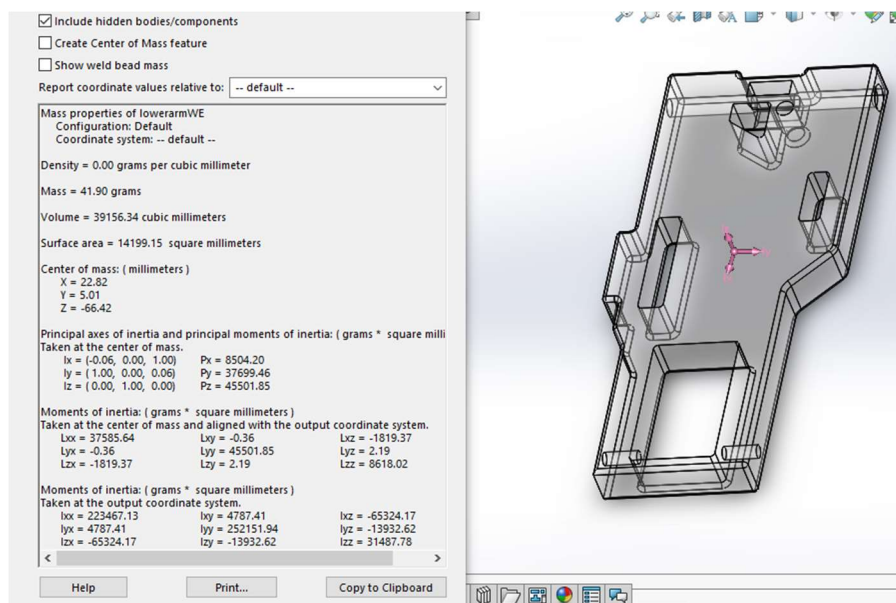 Include hidden bodies/components
Create Center of Mass feature
Show weld bead mass
Report coordinate values relative to: -- default --
Mass properties of lowerarmWE
Configuration: Default
Coordinate system: -- default --
Density = 0.00 grams per cubic millimeter
Mass = 41.90 grams
Volume = 39156.34 cubic millimeters
Surface area = 14199.15 square millimeters
Center of mass: ( millimeters )
X = 22.82
Y = 5.01
Z = -66.42
Principal axes of inertia and principal moments of inertia: ( grams * square milli
Taken at the center of mass.
Ix = (-0.06, 0.00, 1.00) Px = 8504.20
Iy = ( 1.00, 0.00, 0.06) Py = 37699.46
Iz = ( 0.00, 1.00, 0.00) Pz = 45501.85
Moments of inertia: ( grams * square millimeters )
Taken at the center of mass and aligned with the output coordinate system.
Lxx = 37585.64 Lxy = -0.36 Lxz = -1819.37
Lyx = -0.36 Lyy = 45501.85 Lyz = 2.19
Lzx = -1819.37 Lzy = 2.19 Lzz = 8618.02
Moments of inertia: ( grams * square millimeters )
Taken at the output coordinate system.
Ixx = 223467.13 Ixy = 4787.41 Ixz = -65324.17
Iyx = 4787.41 Iyy = 252151.94 Iyz = -13932.62
Izx = -65324.17 Izy = -13932.62 Izz = 31487.78
Help Print... Copy to Clipboard